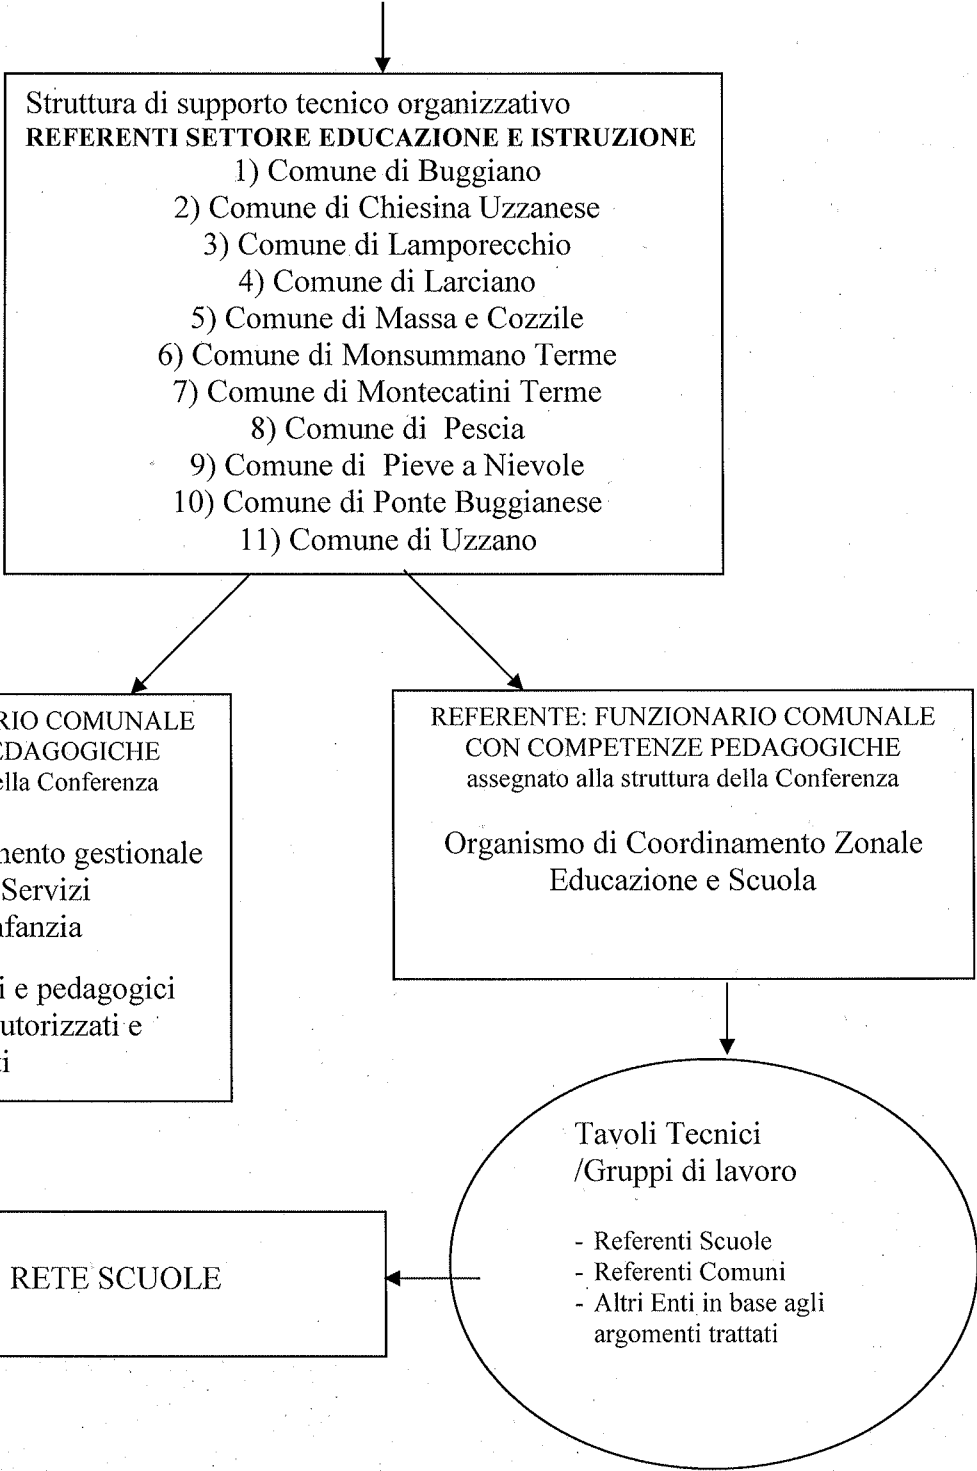 Struttura di supporto tecnico organizzativo
REFERENTI SETTORE EDUCAZIONE E ISTRUZIONE
1) Comune di Buggiano
2) Comune di Chiesina Uzzanese
3) Comune di Lamporecchio
4) Comune di Larciano
5) Comune di Massa e Cozzile
6) Comune di Monsummano Terme
7) Comune di Montecatini Terme
8) Comune di Pescia
9) Comune di Pieve a Nievole
10) Comune di Ponte Buggianese
11) Comune di Uzzano
RIO COMUNALE
EDAGOGICHE
ella Conferenza
mento gestionale
Servizi
nfanzia
i e pedagogici
utorizzati e
ti
REFERENTE: FUNZIONARIO COMUNALE
CON COMPETENZE PEDAGOGICHE
assegnato alla struttura della Conferenza
Organismo di Coordinamento Zonale
Educazione e Scuola
Tavoli Tecnici
/Gruppi di lavoro
- Referenti Scuole
- Referenti Comuni
- Altri Enti in base agli
argomenti trattati
RETE SCUOLE